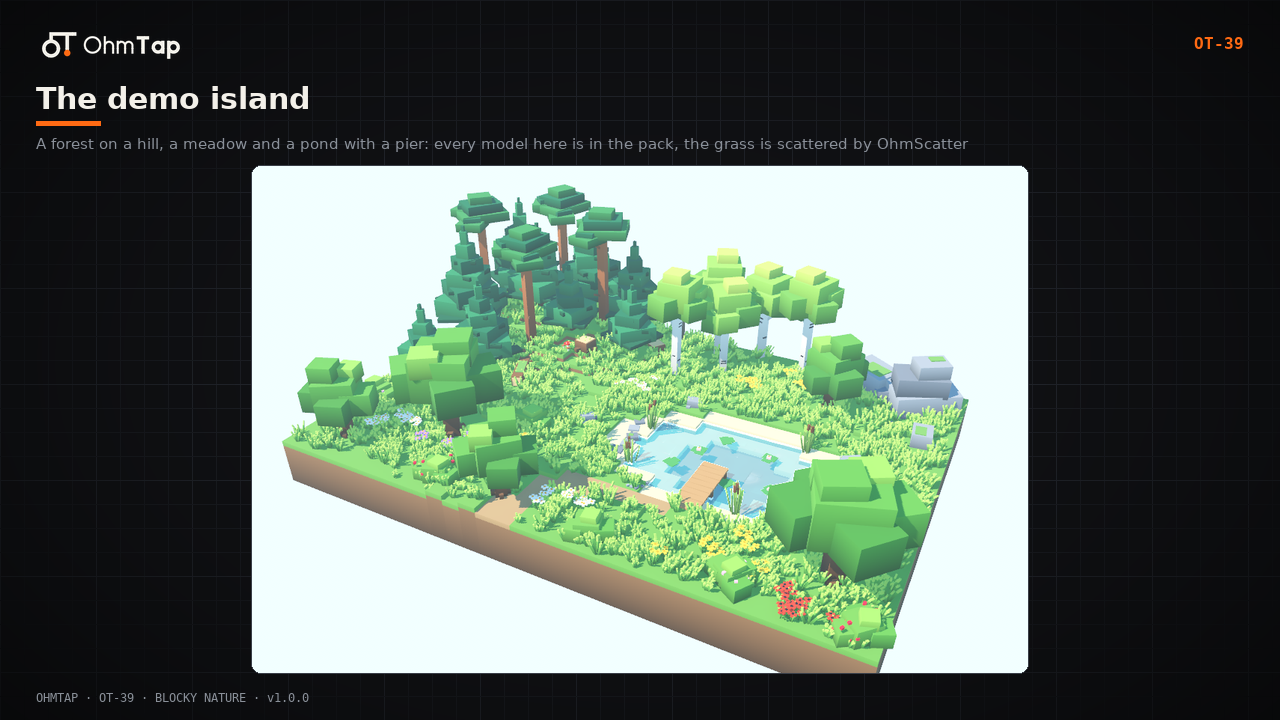 OhmTap
OT-39
The demo island
A forest on a hill, a meadow and a pond with a pier: every model here is in the pack, the grass is scattered by OhmScatter
OHMTAP · OT-39 · BLOCKY NATURE · v1.0.0